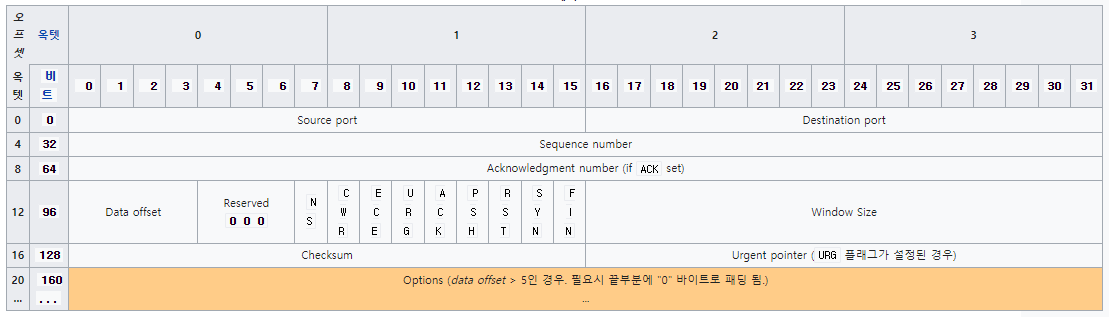 오프셋 옥텟 0 1 2 3
옥텟 비트 0 1 2 3 4 5 6 7 8 9 10 11 12 13 14 15 16 17 18 19 20 21 22 23 24 25 26 27 28 29 30 31
0 0 Source port Destination port
4 32 Sequence number
8 64 Acknowledgment number (if ACK set)
12 96 Data offset Reserved 0 0 0 NS CWR ECE URG ACK PSH RST SYN FIN Window Size
16 128 Checksum Urgent pointer ( URG 플래그가 설정된 경우)
20 160 Options (data offset > 5인 경우. 필요시 끝부분에 "0" 바이트로 패딩 됨.)
... ... ...